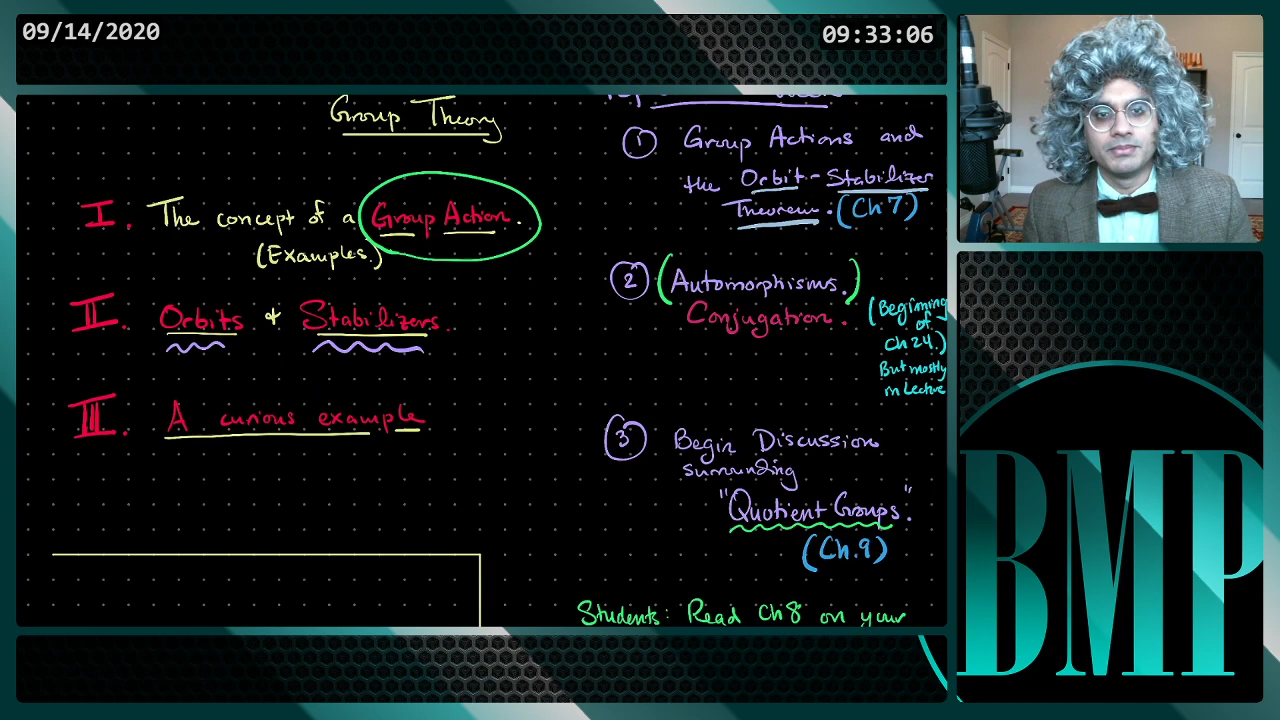 09/14/2020
09:33:06
Group Theory
I. The concept of a Group Action.
(Examples.)
II. Orbits & Stabilizers.
III. A curious example
1 Group Actions and
the Orbit-Stabilizer
Theorem. (Ch 7)
2 (Automorphisms.)
Conjugation.
(Beginning
of
Ch 24.)
But mostly
in Lecture
3 Begin Discussion
surrounding
"Quotient Groups".
(Ch.9)
Students: Read Ch 8 on your
BMP